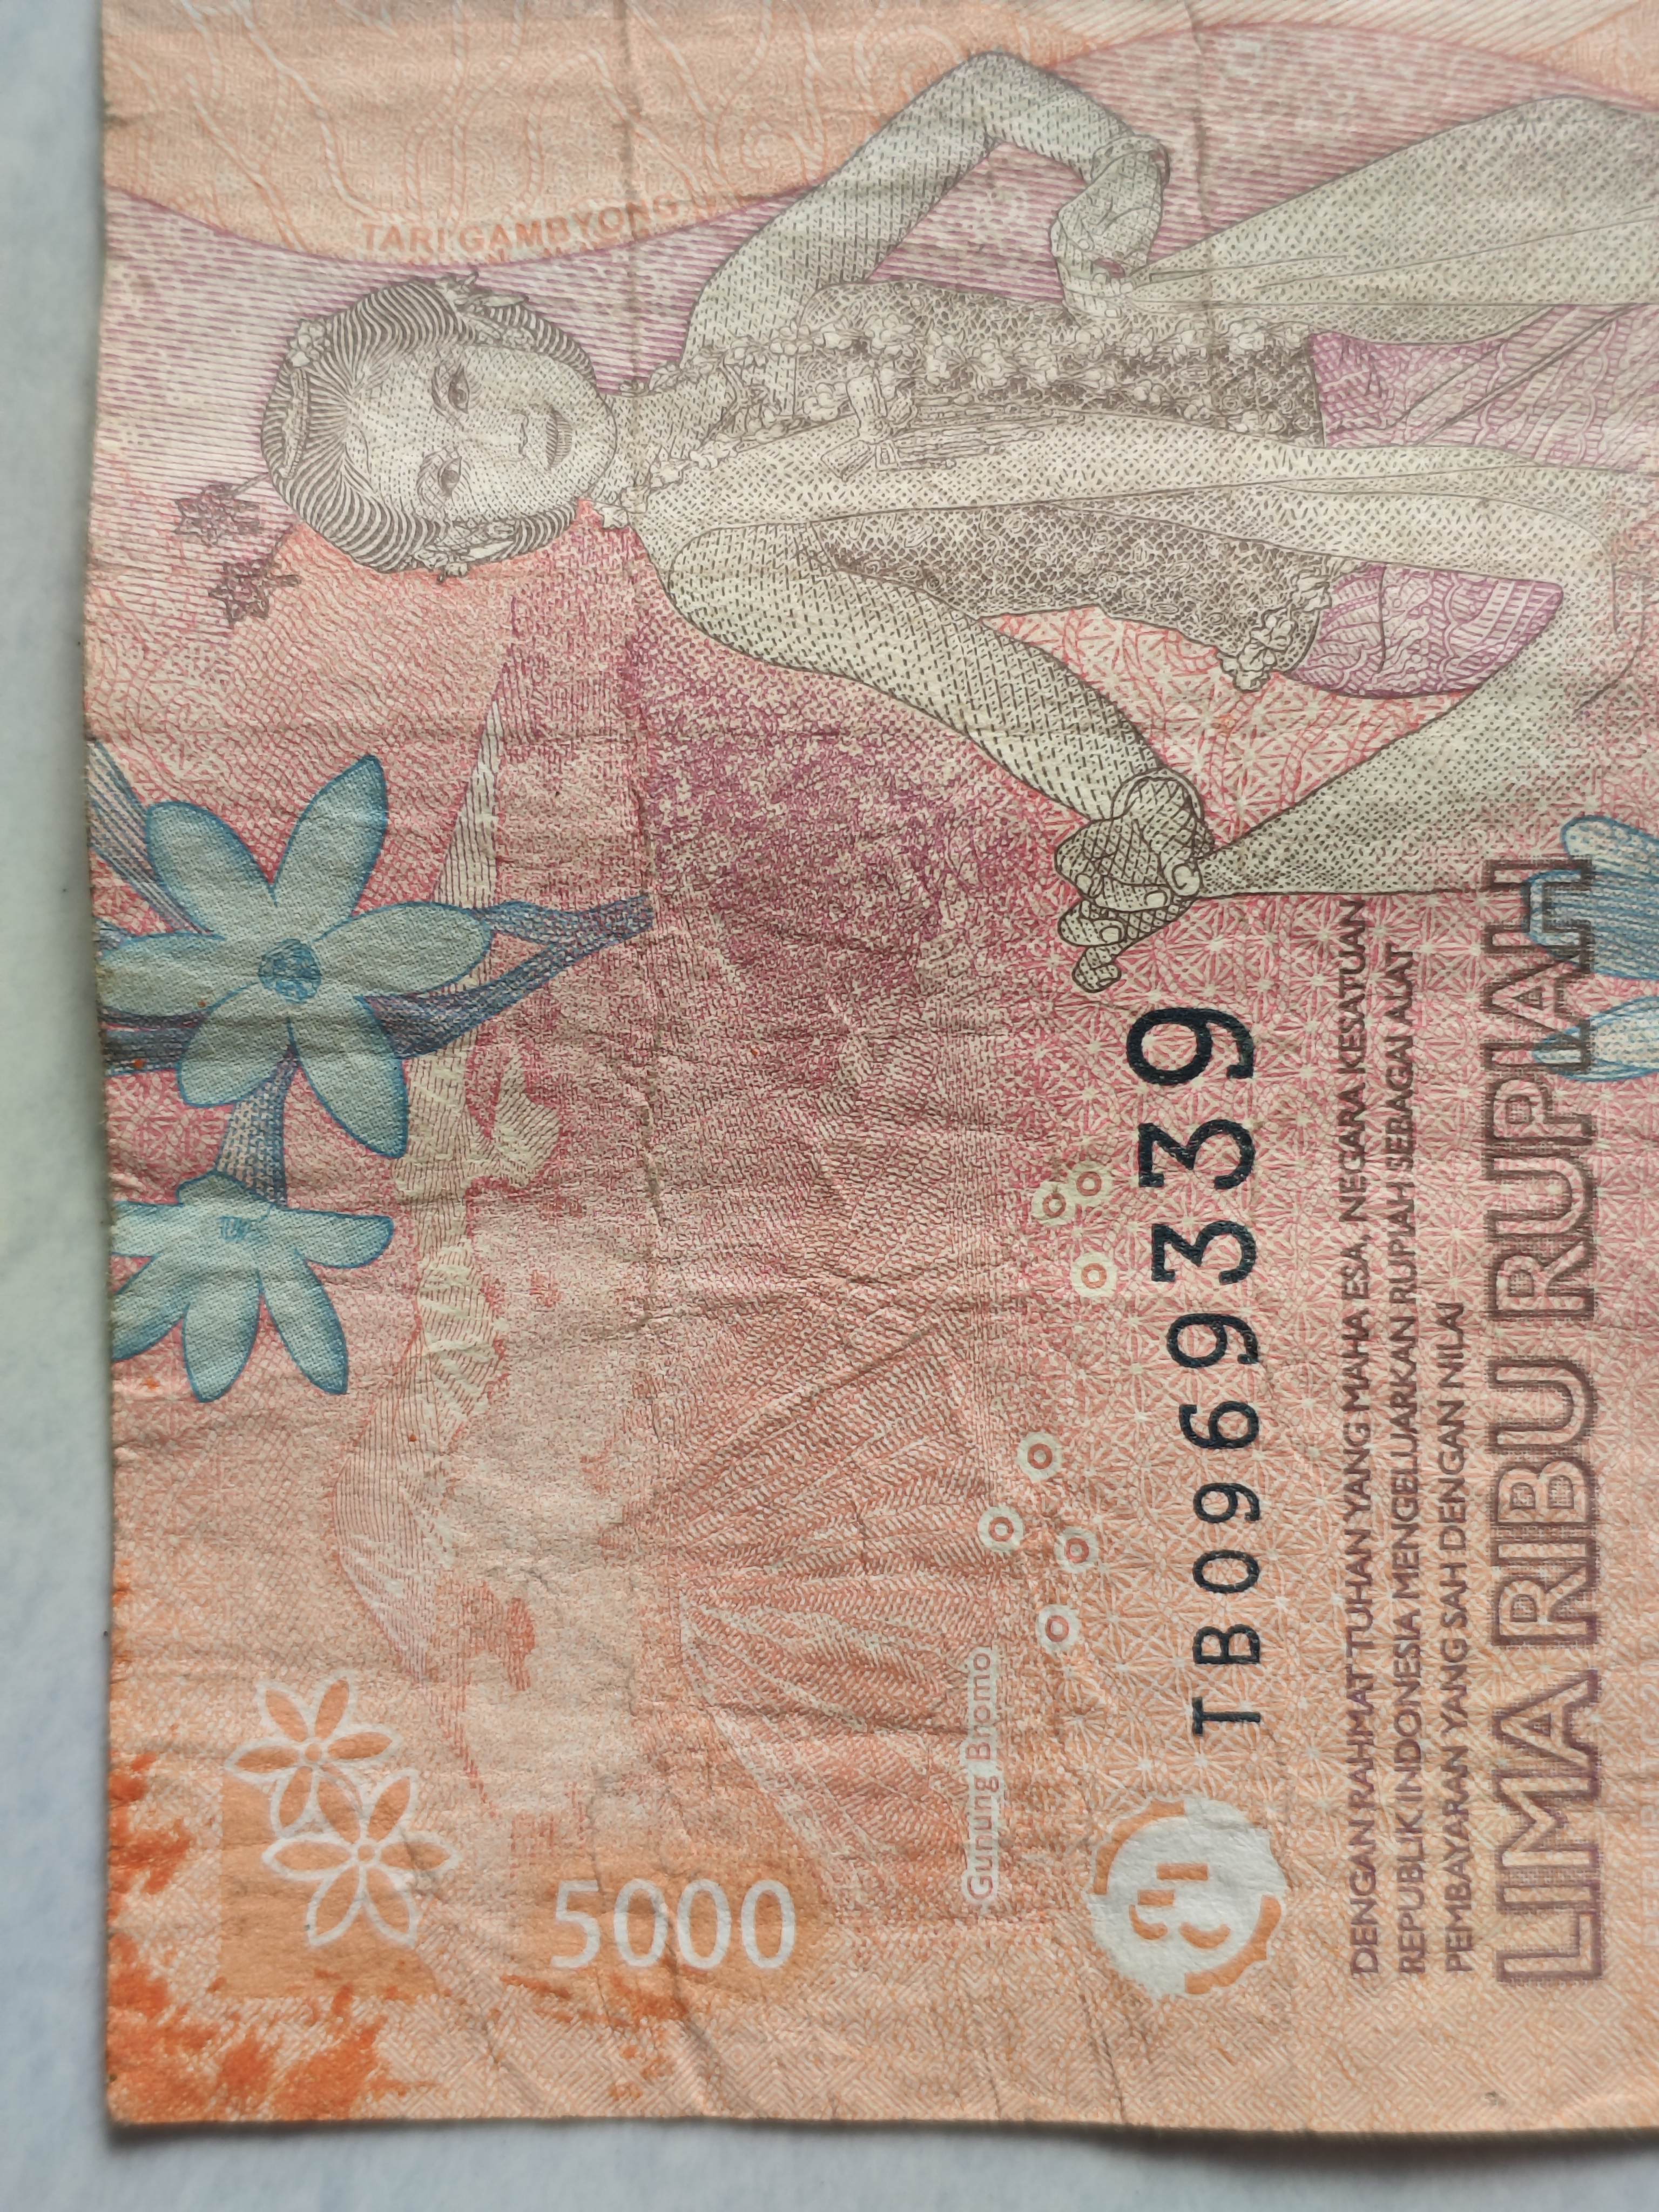 TARI GAMBYONG
5000
Gunung Bromo
TB0969339
DENGAN RAHMAT TUHAN YANG MAHA ESA, NEGARA KESATUAN
REPUBLIK INDONESIA MENGELUARKAN RUPIAH SEBAGAI ALAT
PEMBAYARAN YANG SAH DENGAN NILAI
LIMA RIBU RUPIAH